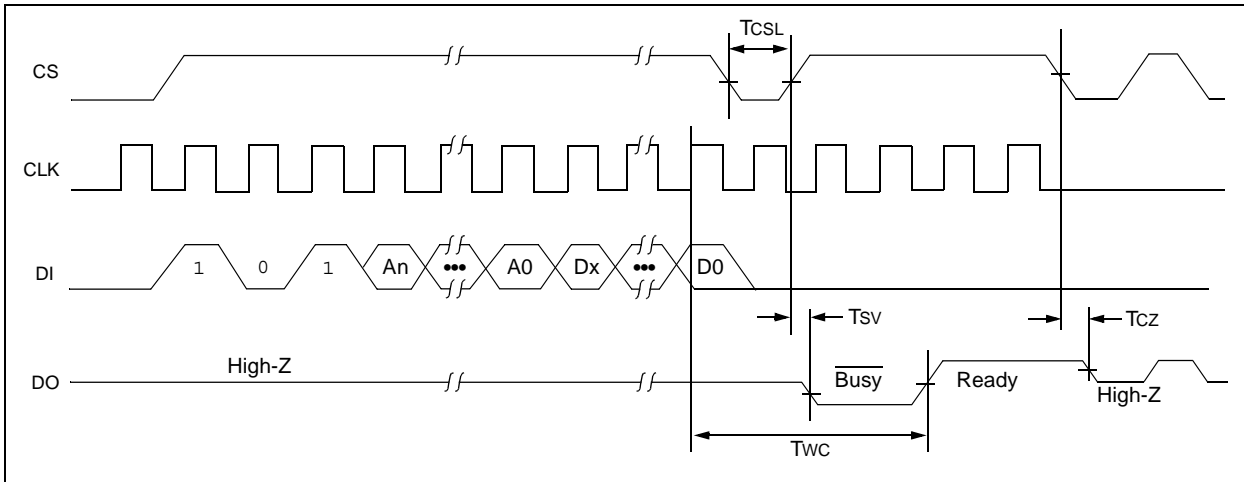 TCSL
CS
CLK
DI 1 0 1 An ••• A0 Dx ••• D0
TSV
TCZ
High-Z
DO
Busy Ready
High-Z
TWC